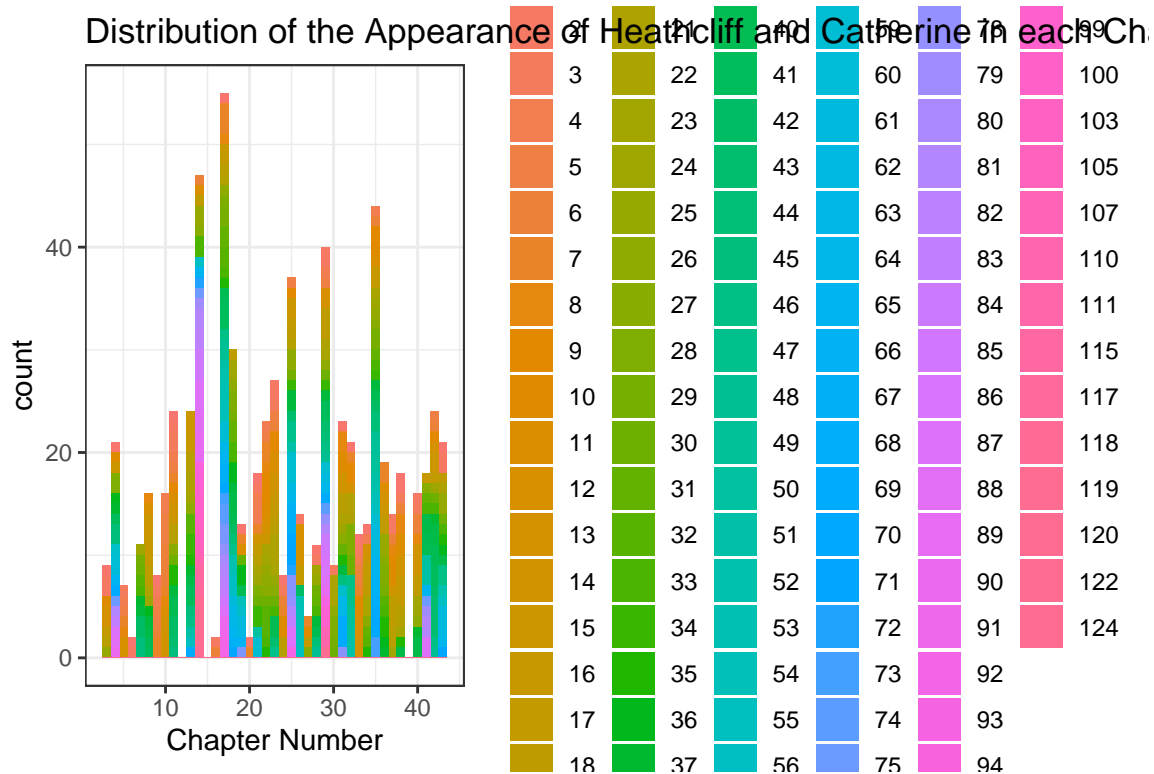 Distribution of the Appearance of Heathcliff and Catherine in each Cha
2 21 40 59 78 99
3 22 41 60 79 100
4 23 42 61 80 103
5 24 43 62 81 105
6 25 44 63 82 107
7 26 45 64 83 110
8 27 46 65 84 111
9 28 47 66 85 115
10 29 48 67 86 117
11 30 49 68 87 118
12 31 50 69 88 119
13 32 51 70 89 120
14 33 52 71 90 122
15 34 53 72 91 124
16 35 54 73 92
17 36 55 74 93
18 37 56 75 94
count
40
20
0
10 20 30 40
Chapter Number